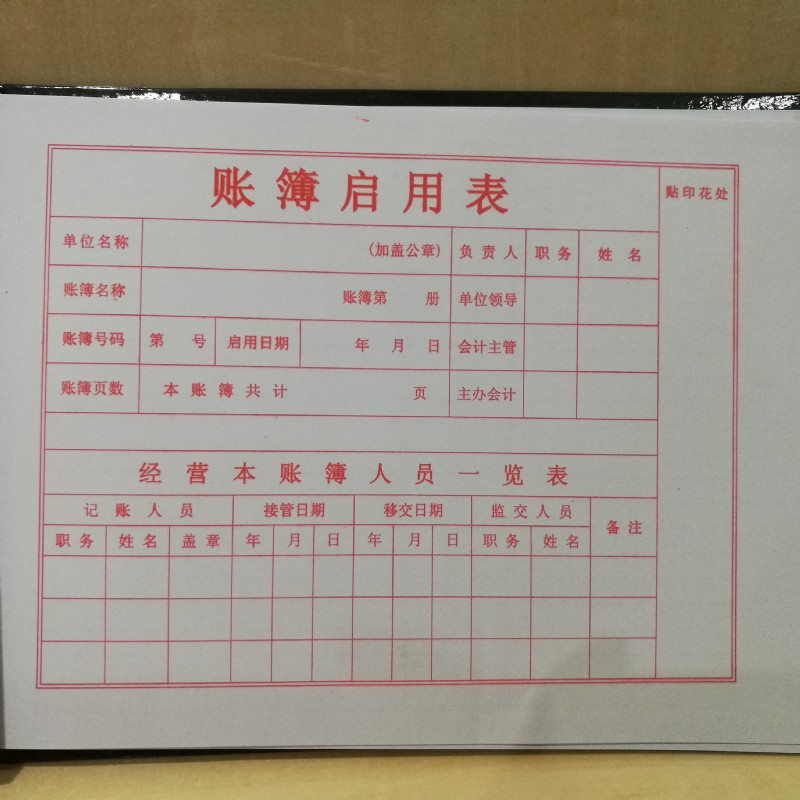 账簿启用表
贴印花处
单位名称 (加盖公章) 负责人 职务 姓名
账簿名称 账簿第 册 单位领导
账簿号码 第 号 启用日期 年 月 日 会计主管
账簿页数 本账簿共计 页 主办会计
经营本账簿人员一览表
记账人员 接管日期 移交日期 监交人员 备注
职务 姓名 盖章 年 月 日 年 月 日 职务 姓名